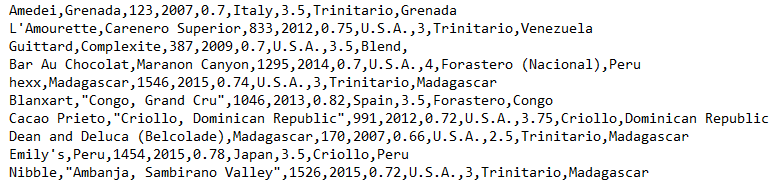 Amedei,Grenada,123,2007,0.7,Italy,3.5,Trinitario,Grenada
L'Amourette,Carenero Superior,833,2012,0.75,U.S.A.,3,Trinitario,Venezuela
Guittard,Complexite,387,2009,0.7,U.S.A.,3.5,Blend,
Bar Au Chocolat,Maranon Canyon,1295,2014,0.7,U.S.A.,4,Forastero (Nacional),Peru
hexx,Madagascar,1546,2015,0.74,U.S.A.,3,Trinitario,Madagascar
Blanxart,"Congo, Grand Cru",1046,2013,0.82,Spain,3.5,Forastero,Congo
Cacao Prieto,"Criollo, Dominican Republic",991,2012,0.72,U.S.A.,3.75,Criollo,Dominican Republic
Dean and Deluca (Belcolade),Madagascar,170,2007,0.66,U.S.A.,2.5,Trinitario,Madagascar
Emily's,Peru,1454,2015,0.78,Japan,3.5,Criollo,Peru
Nibble,"Ambanja, Sambirano Valley",1526,2015,0.72,U.S.A.,3,Trinitario,Madagascar